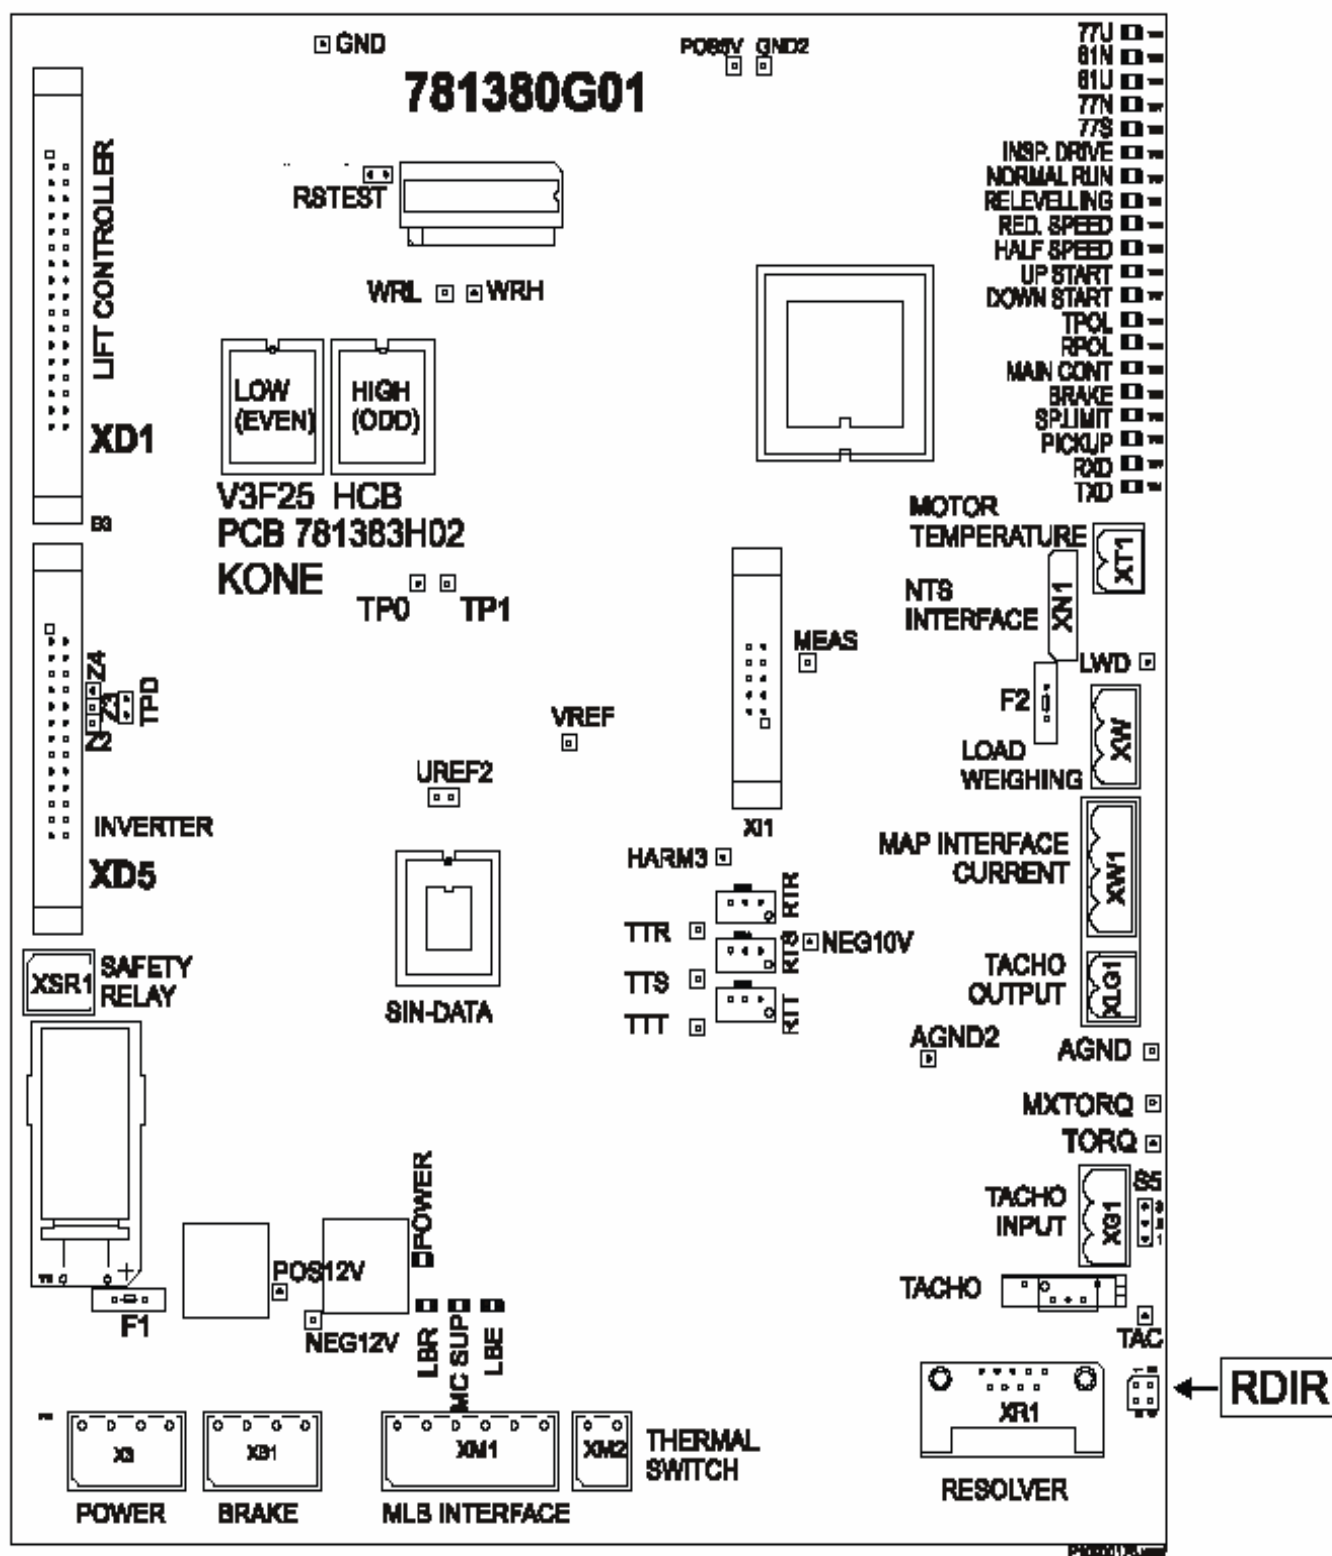 GND
POS5V GND2
781380G01
77U
61N
61U
77N
77S
INSP. DRIVE
NORMAL RUN
RELEVELLING
RED. SPEED
HALF SPEED
UP START
DOWN START
TPOL
RPOL
MAIN CONT
BRAKE
SP.LIMIT
PICKUP
RXD
TXD
LIFT CONTROLLER
XD1
RSTEST
WRL
WRH
LOW
(EVEN)
HIGH
(ODD)
V3F25 HCB
PCB 781383H02
KONE
TP0
TP1
MOTOR
TEMPERATURE
XT1
NTS
INTERFACE
XN1
MEAS
LWD
F2
Z4
Z3
Z2
TPD
VREF
UREF2
LOAD
WEIGHING
XW
INVERTER
XD5
XI1
HARM3
MAP INTERFACE
CURRENT
XW1
RTR
TTR
RTS
NEG10V
TTS
RTT
TTT
XSR1
SAFETY
RELAY
SIN-DATA
TACHO
OUTPUT
XLG1
AGND2
AGND
MXTORQ
TORQ
S5
TACHO
INPUT
XG1
POWER
POS12V
NEG12V
F1
LBR
MC SUP
LBE
TACHO
TAC
RDIR
X3
XB1
XM1
XM2
THERMAL
SWITCH
XR1
RESOLVER
POWER
BRAKE
MLB INTERFACE